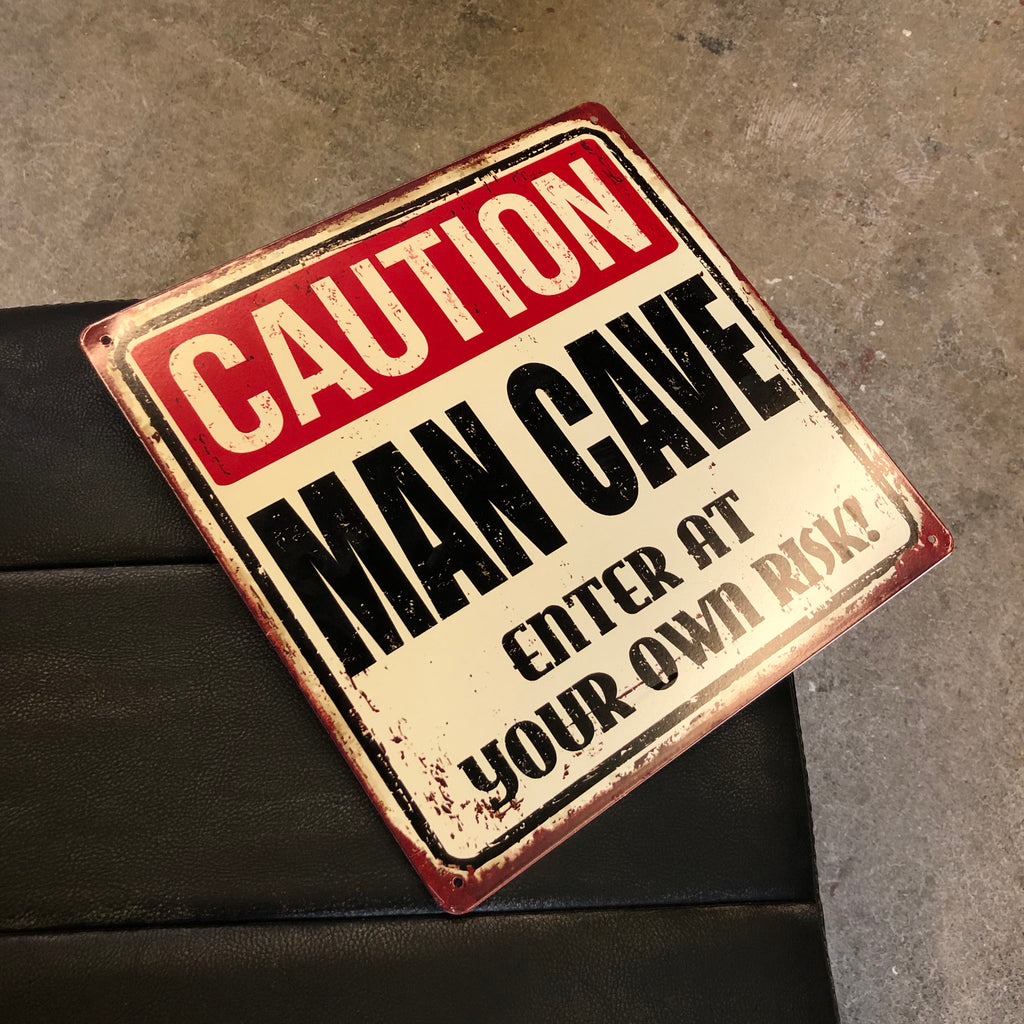 CAUTION
MAN CAVE
ENTER AT
YOUR OWN RISK!